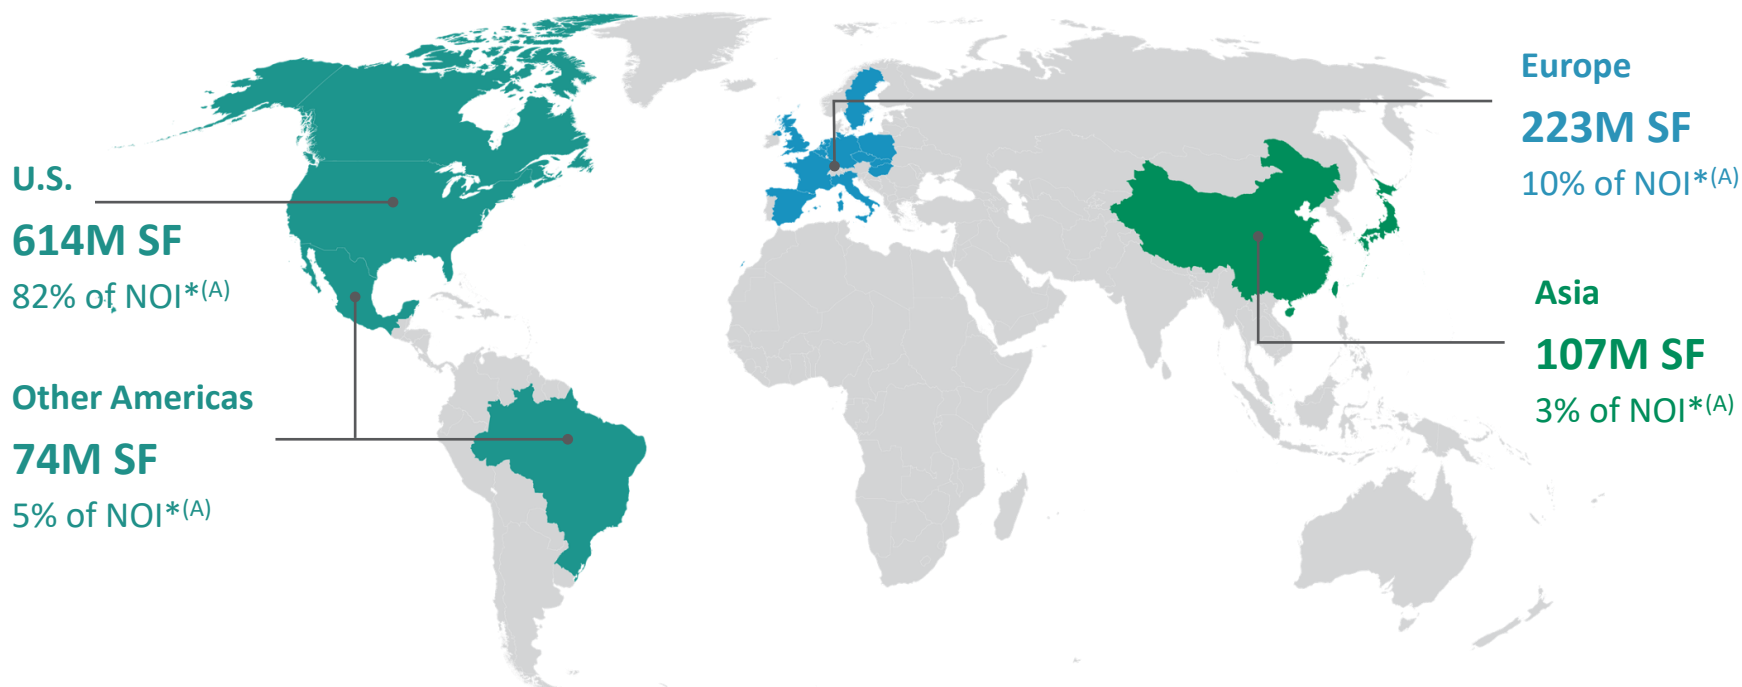 U.S.
614M SF
82% of NOI*(A)
Other Americas
74M SF
5% of NOI*(A)
Europe
223M SF
10% of NOI*(A)
Asia
107M SF
3% of NOI*(A)